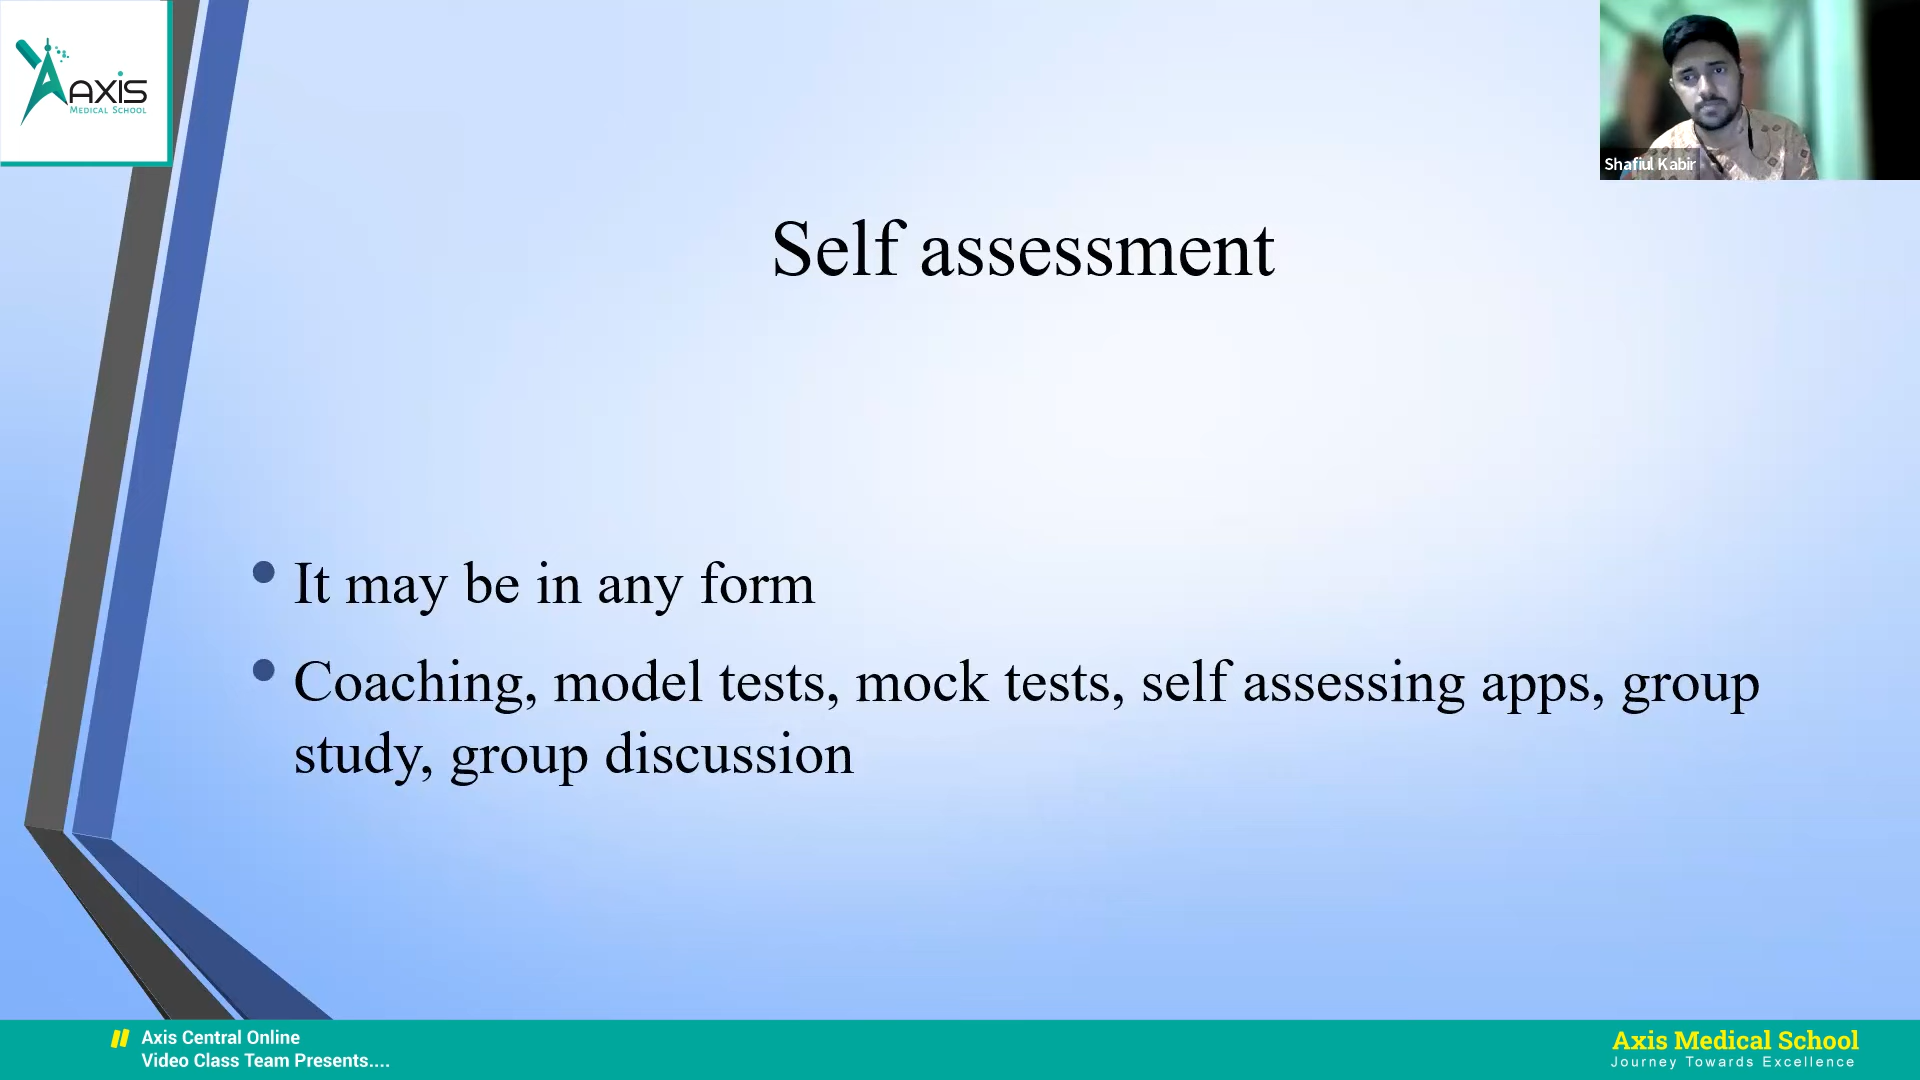 AXIS
MEDICAL SCHOOL
Shafiul Kabir
Self assessment
• It may be in any form
• Coaching, model tests, mock tests, self assessing apps, group
study, group discussion
Axis Central Online
Video Class Team Presents....
Axis Medical School
Journey Towards Excellence